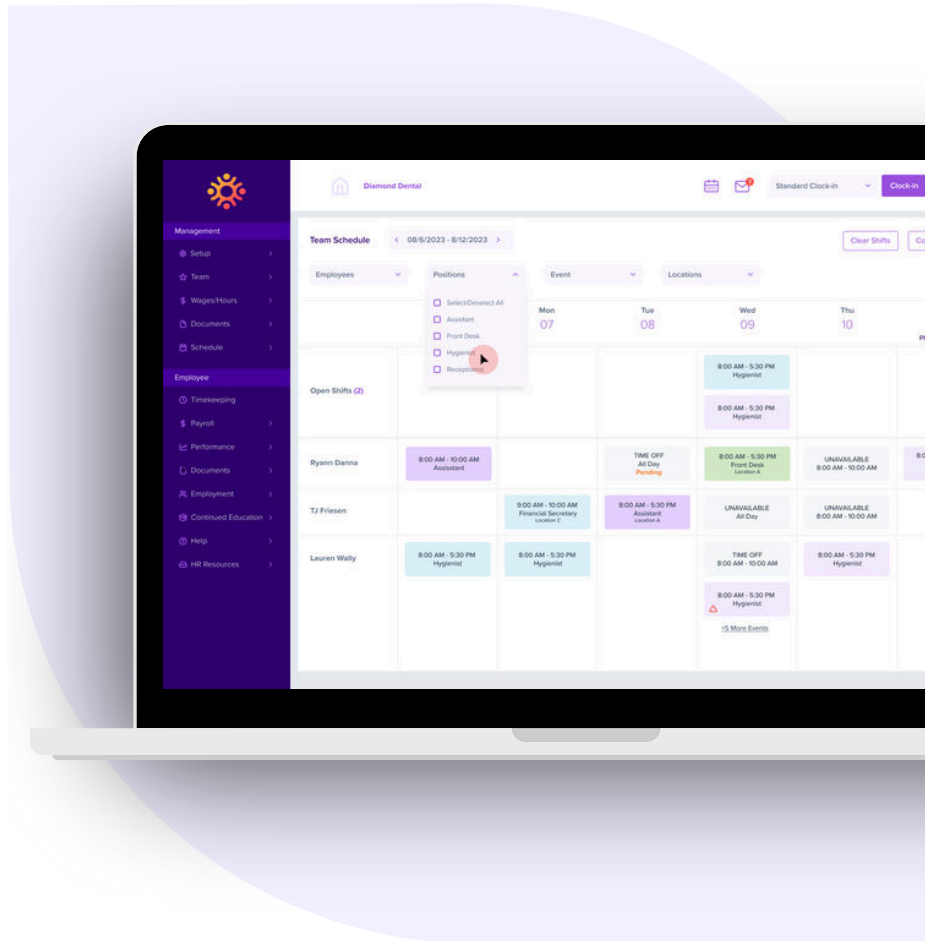 Diamond Dental
Standard Clock-in
Clock-in
Management
Setup
Team
Wages/Hours
Documents
Schedule
Employee
Timekeeping
Payroll
Performance
Documents
Employment
Continued Education
Help
HR Resources
Team Schedule
08/6/2023 - 8/12/2023
Clear Shifts
Co
Employees
Positions
Event
Locations
Select/Deselect All
Assistant
Front Desk
Hygienist
Receptionist
Mon
07
Tue
08
Wed
09
Thu
10
Open Shifts (2)
8:00 AM - 5:30 PM
Hygienist
8:00 AM - 5:30 PM
Hygienist
Ryann Danna
8:00 AM - 10:00 AM
Assisstant
TIME OFF
All Day
Pending
8:00 AM - 5:30 PM
Front Desk
Location A
UNAVAILABLE
8:00 AM - 10:00 AM
TJ Friesen
9:00 AM - 10:00 AM
Financial Secretary
Location C
8:00 AM - 5:30 PM
Assistant
Location A
UNAVAILABLE
All Day
UNAVAILABLE
8:00 AM - 10:00 AM
Lauren Wally
8:00 AM - 5:30 PM
Hygienist
8:00 AM - 5:30 PM
Hygienist
TIME OFF
8:00 AM - 10:00 AM
8:00 AM - 5:30 PM
Hygienist
8:00 AM - 5:30 PM
Hygienist
+5 More Events